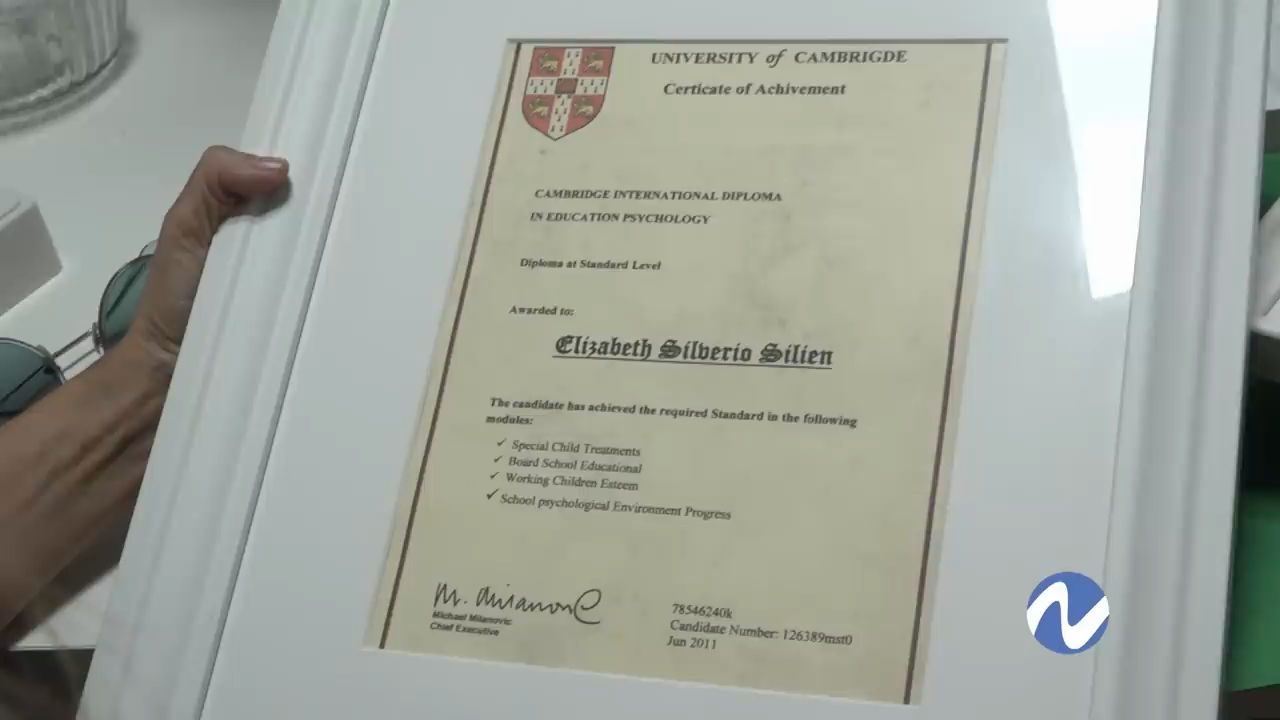 UNIVERSITY of CAMBRIGDE
Certicate of Achivement
CAMBRIDGE INTERNATIONAL DIPLOMA
IN EDUCATION PSYCHOLOGY
Diploma at Standard Level
Awarded to:
Elizabeth Silverio Silien
The candidate has achieved the required Standard in the following
modules:
✓ Special Child Treatments
✓ Board School Educational
✓ Working Children Esteem
✓ School psychological Environment Progress
M. Milanovic
Michael Milanovic
Chief Executive
78546240k
Candidate Number: 126389mst0
Jun 2011